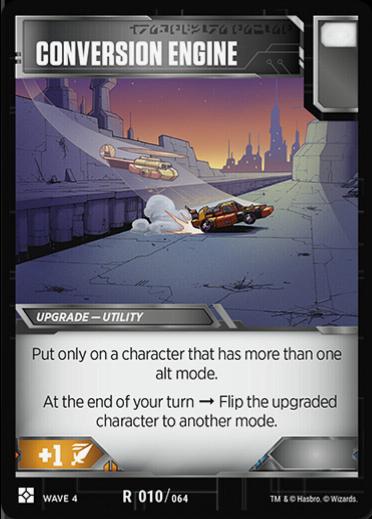 CONVERSION ENGINE
UPGRADE — UTILITY
Put only on a character that has more than one
alt mode.
At the end of your turn → Flip the upgraded
character to another mode.
+1
WAVE 4
R 010/064
TM & © Hasbro. © Wizards.